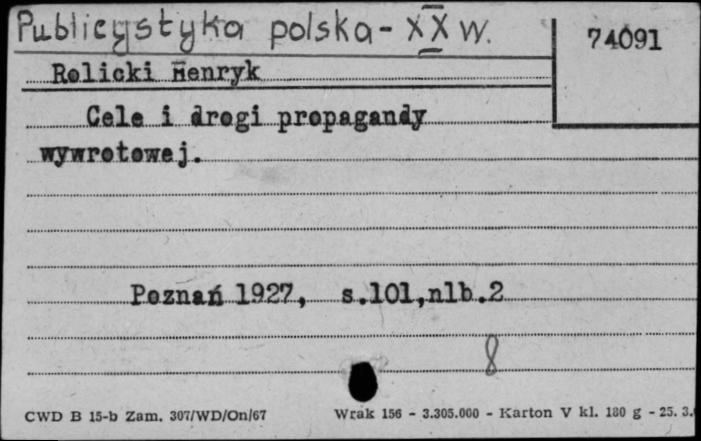 Publicystyka polska - XX w.
74091
Rolicki Henryk
Cele i drogi propagandy
wywrotowej.
Poznań 1927, s.101,nlb.2
8
CWD B 15-b Zam. 307/WD/On/67 Wrak 156 - 3.305.000 - Karton V kl. 180 g - 25. 3.